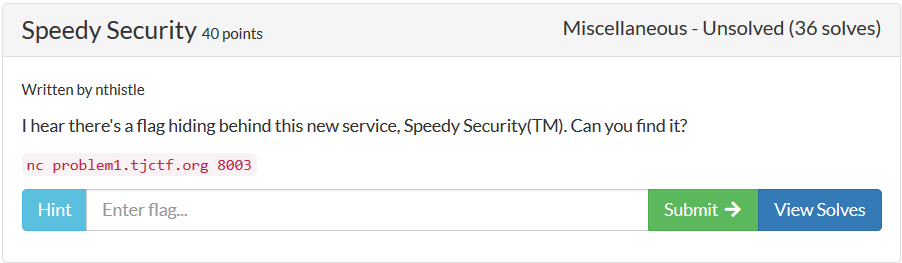 Speedy Security 40 points Miscellaneous - Unsolved (36 solves)
Written by nthistle
I hear there's a flag hiding behind this new service, Speedy Security(TM). Can you find it?
nc problem1.tjctf.org 8003
Hint Enter flag... Submit → View Solves